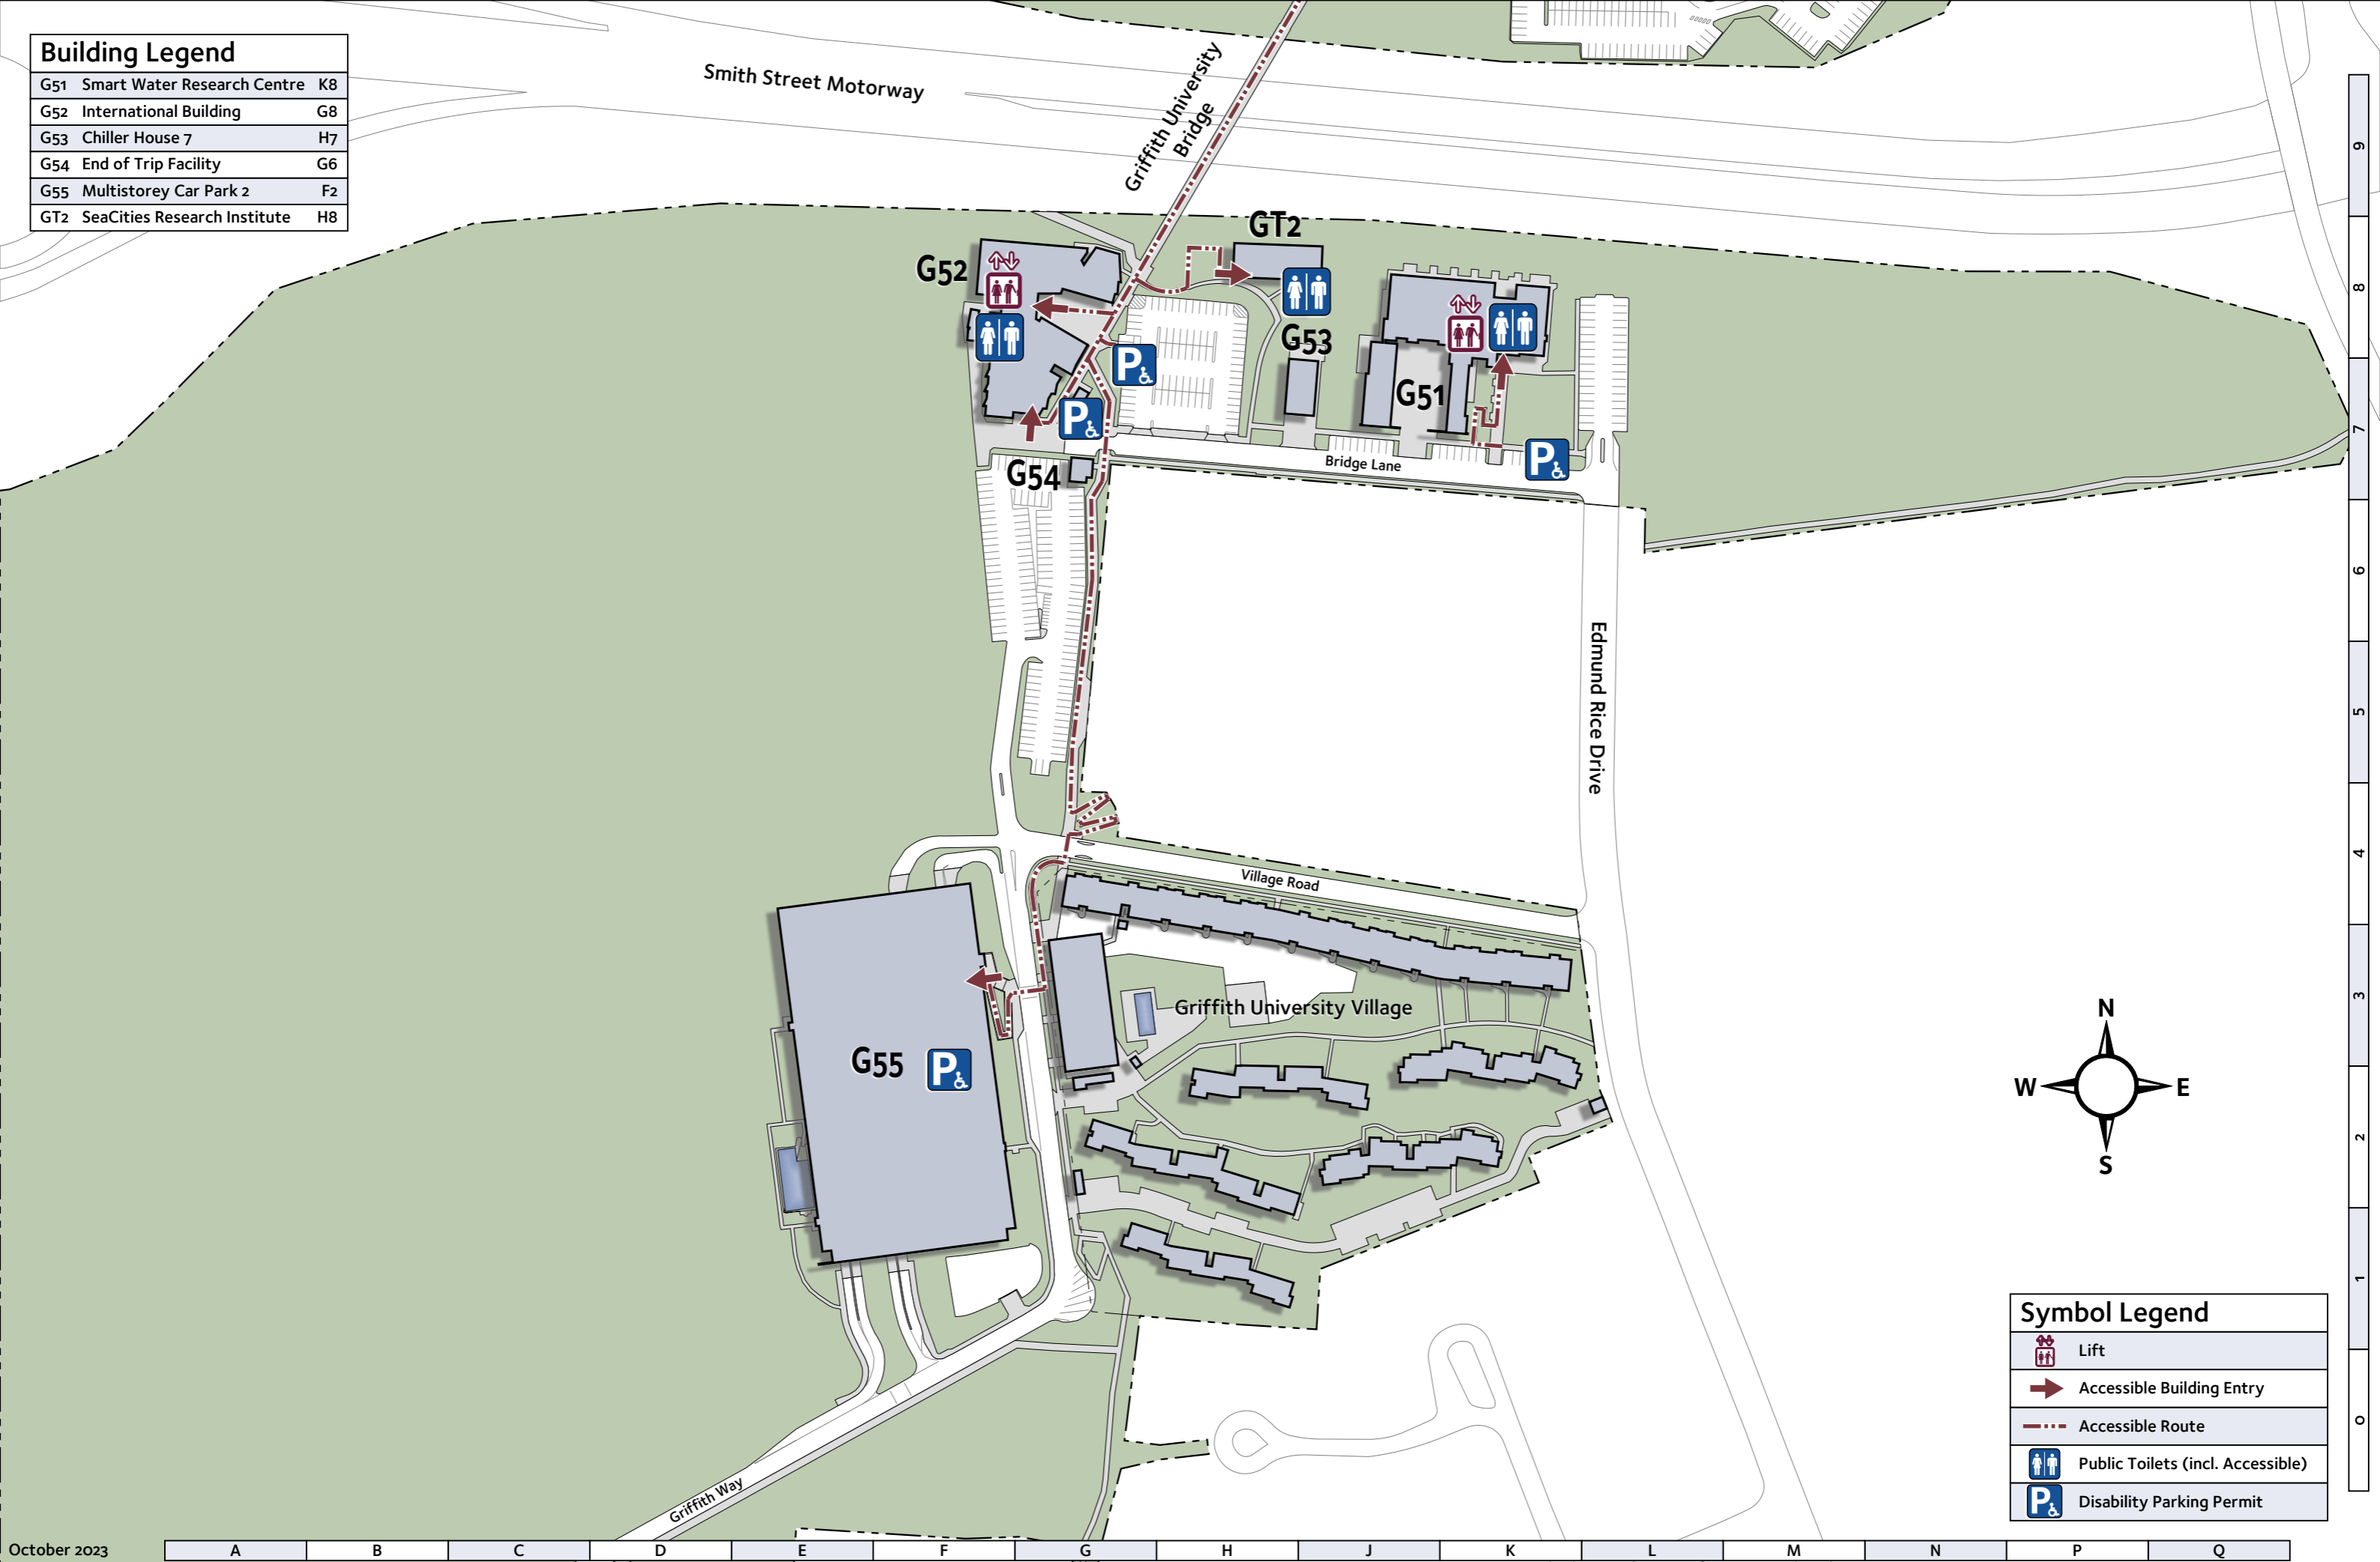 Building Legend
G51 Smart Water Research Centre K8
G52 International Building G8
G53 Chiller House 7 H7
G54 End of Trip Facility G6
G55 Multistorey Car Park 2 F2
GT2 SeaCities Research Institute H8
Smith Street Motorway
Griffith University
Bridge
GT2
G52
G53
G51
P
P
G54
Bridge Lane
P
Edmund Rice Drive
Village Road
Griffith University Village
G55
P
N
W E
S
Griffith Way
9
8
7
6
5
4
3
2
1
0
Symbol Legend
Lift
Accessible Building Entry
Accessible Route
Public Toilets (incl. Accessible)
P Disability Parking Permit
October 2023
A B C D E F G H J K L M N O P Q